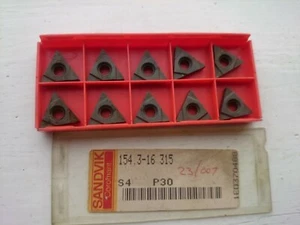 SANDVIK
Coromant
154.3-16 315
23/007
S4 P30